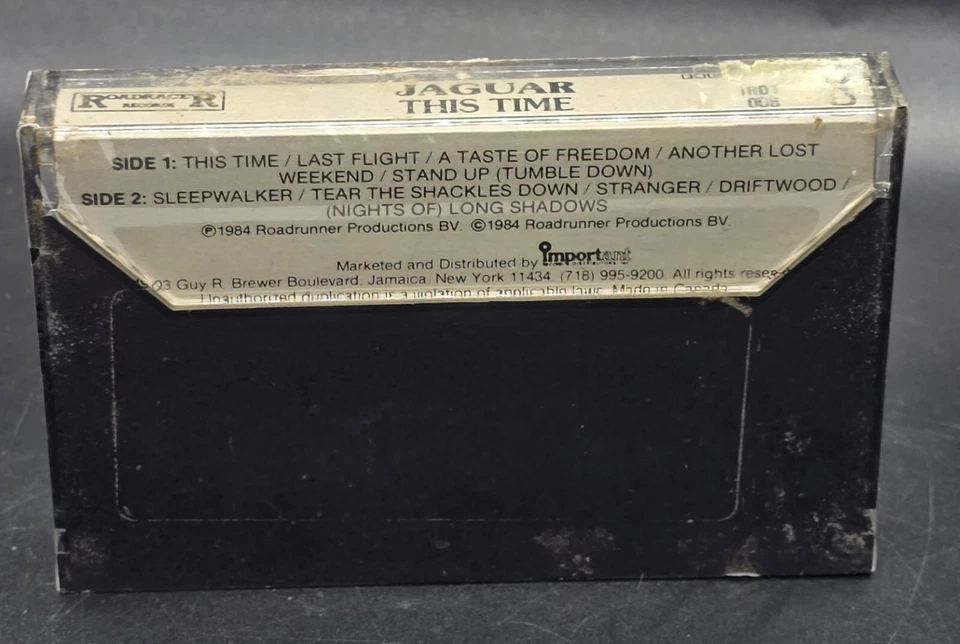 ROADRACER R
RECORDS
JAGUAR
THIS TIME
008
SIDE 1: THIS TIME / LAST FLIGHT / A TASTE OF FREEDOM / ANOTHER LOST
WEEKEND / STAND UP (TUMBLE DOWN)
SIDE 2: SLEEPWALKER / TEAR THE SHACKLES DOWN / STRANGER / DRIFTWOOD /
(NIGHTS OF) LONG SHADOWS
Ⓟ1984 Roadrunner Productions BV. ©1984 Roadrunner Productions BV.
Marketed and Distributed by important
Guy R. Brewer Boulevard, Jamaica, New York 11434, (718) 995-9200. All rights
Unauthorized duplication is a violation of applicable laws. Made in Canada